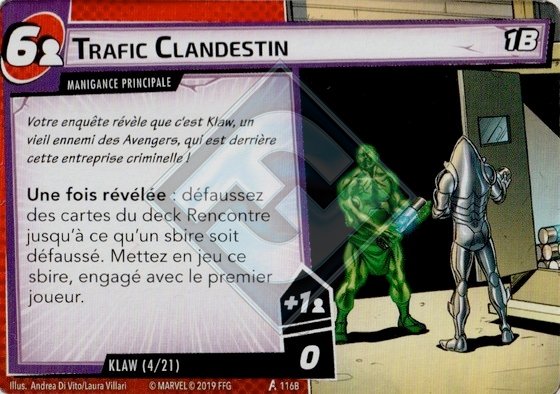 6 TRAFIC CLANDESTIN 1B
MANIGANCE PRINCIPALE
Votre enquête révèle que c'est Klaw, un
vieil ennemi des Avengers, qui est derrière
cette entreprise criminelle !
Une fois révélée : défaussez
des cartes du deck Rencontre
jusqu'à ce qu'un sbire soit
défaussé. Mettez en jeu ce
sbire, engagé avec le premier
joueur.
+1
0
KLAW (4/21)
Illus. Andrea Di Vito/Laura Villari © MARVEL © 2019 FFG 116B